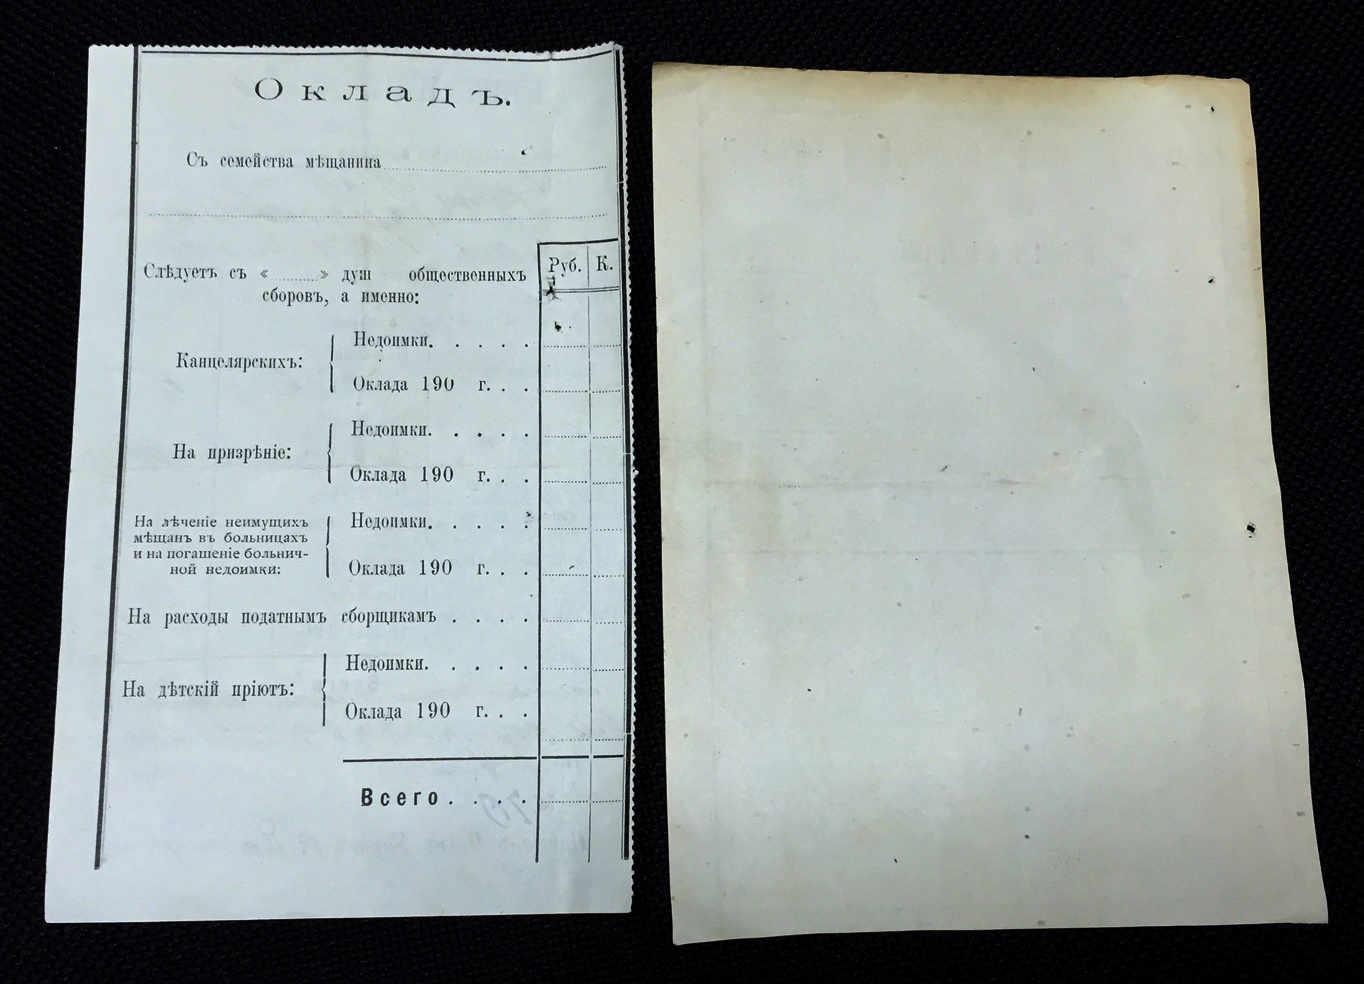 Окладъ.
Съ семейства мѣщанина
Слѣдуетъ съ « » душ общественныхъ
сборовъ, а именно:
Руб. К.
Канцелярскихъ:
Недоимки. . . . .
Оклада 190 г. . .
На призрѣніе:
Недоимки. . . . .
Оклада 190 г. . .
На лѣченіе неимущихъ
мѣщан въ больницахъ
и на погашеніе больнич-
ной недоимки:
Недоимки. . . . .
Оклада 190 г. . .
На расходы податнымъ сборщикамъ . . . .
На дѣтскій пріютъ:
Недоимки. . . . .
Оклада 190 г. . .
Всего . . . .